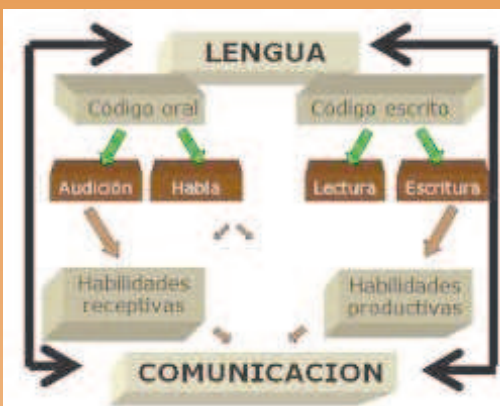 LENGUA
Código oral
Código escrito
Audición
Habla
Lectura
Escritura
Habilidades
receptivas
Habilidades
productivas
COMUNICACION